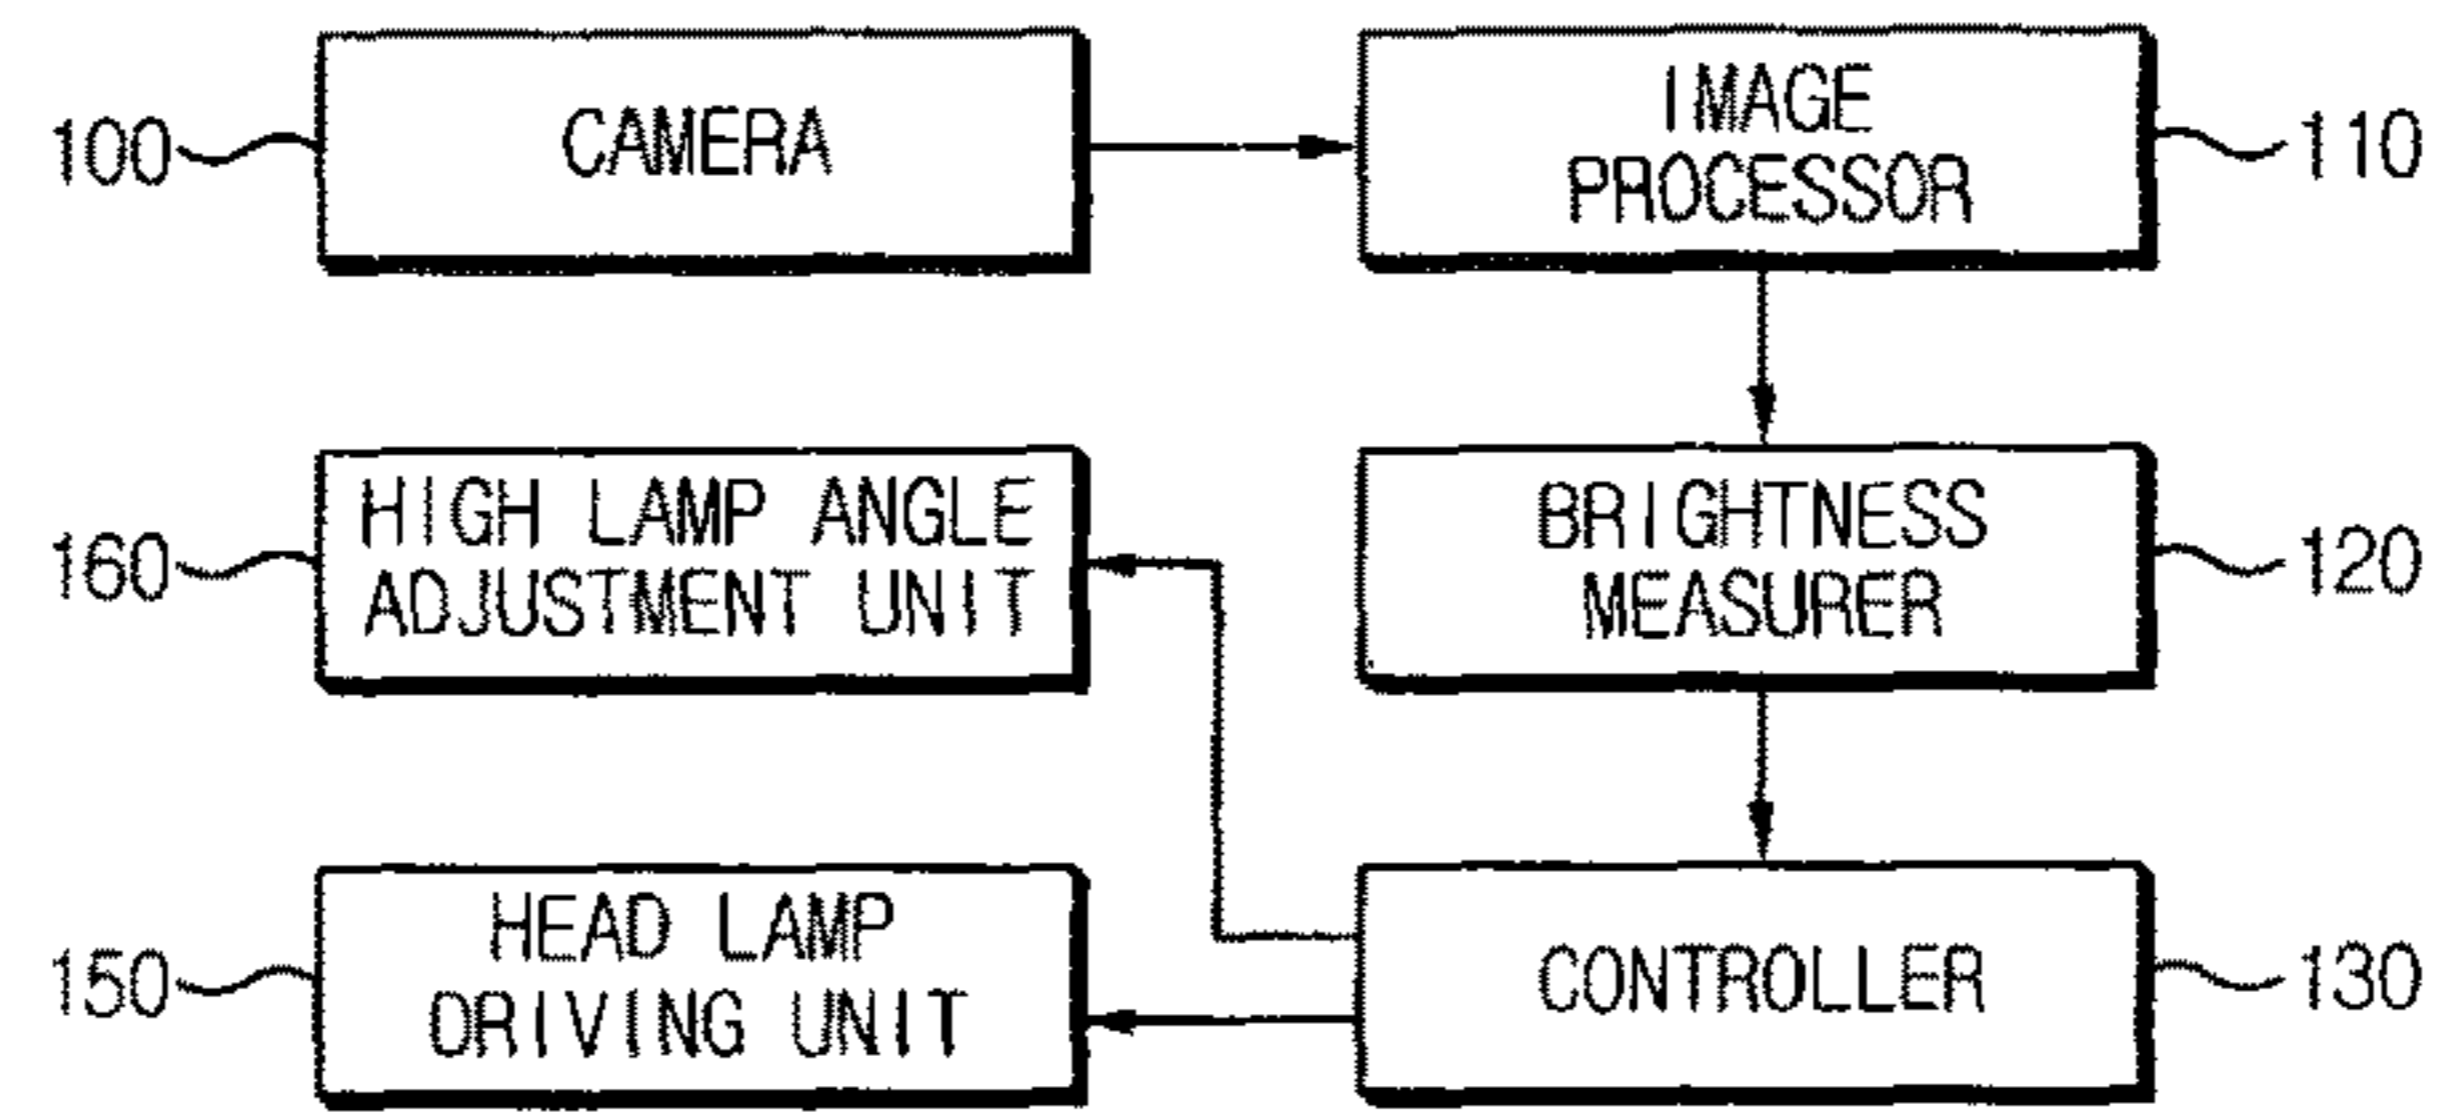 100
CAMERA
IMAGE
PROCESSOR
110
160
HIGH LAMP ANGLE
ADJUSTMENT UNIT
BRIGHTNESS
MEASURER
120
150
HEAD LAMP
DRIVING UNIT
CONTROLLER
130